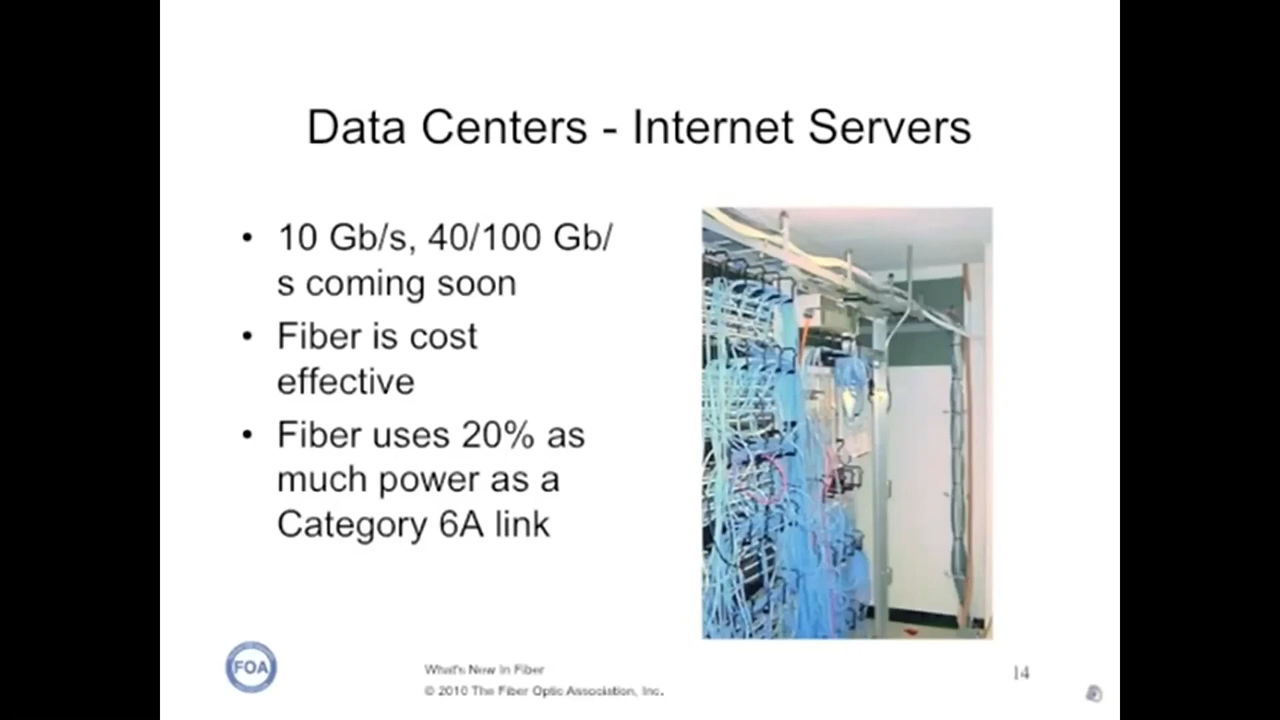 Data Centers - Internet Servers
• 10 Gb/s, 40/100 Gb/
s coming soon
• Fiber is cost
effective
• Fiber uses 20% as
much power as a
Category 6A link
FOA
What's New In Fiber
© 2010 The Fiber Optic Association, Inc.
14